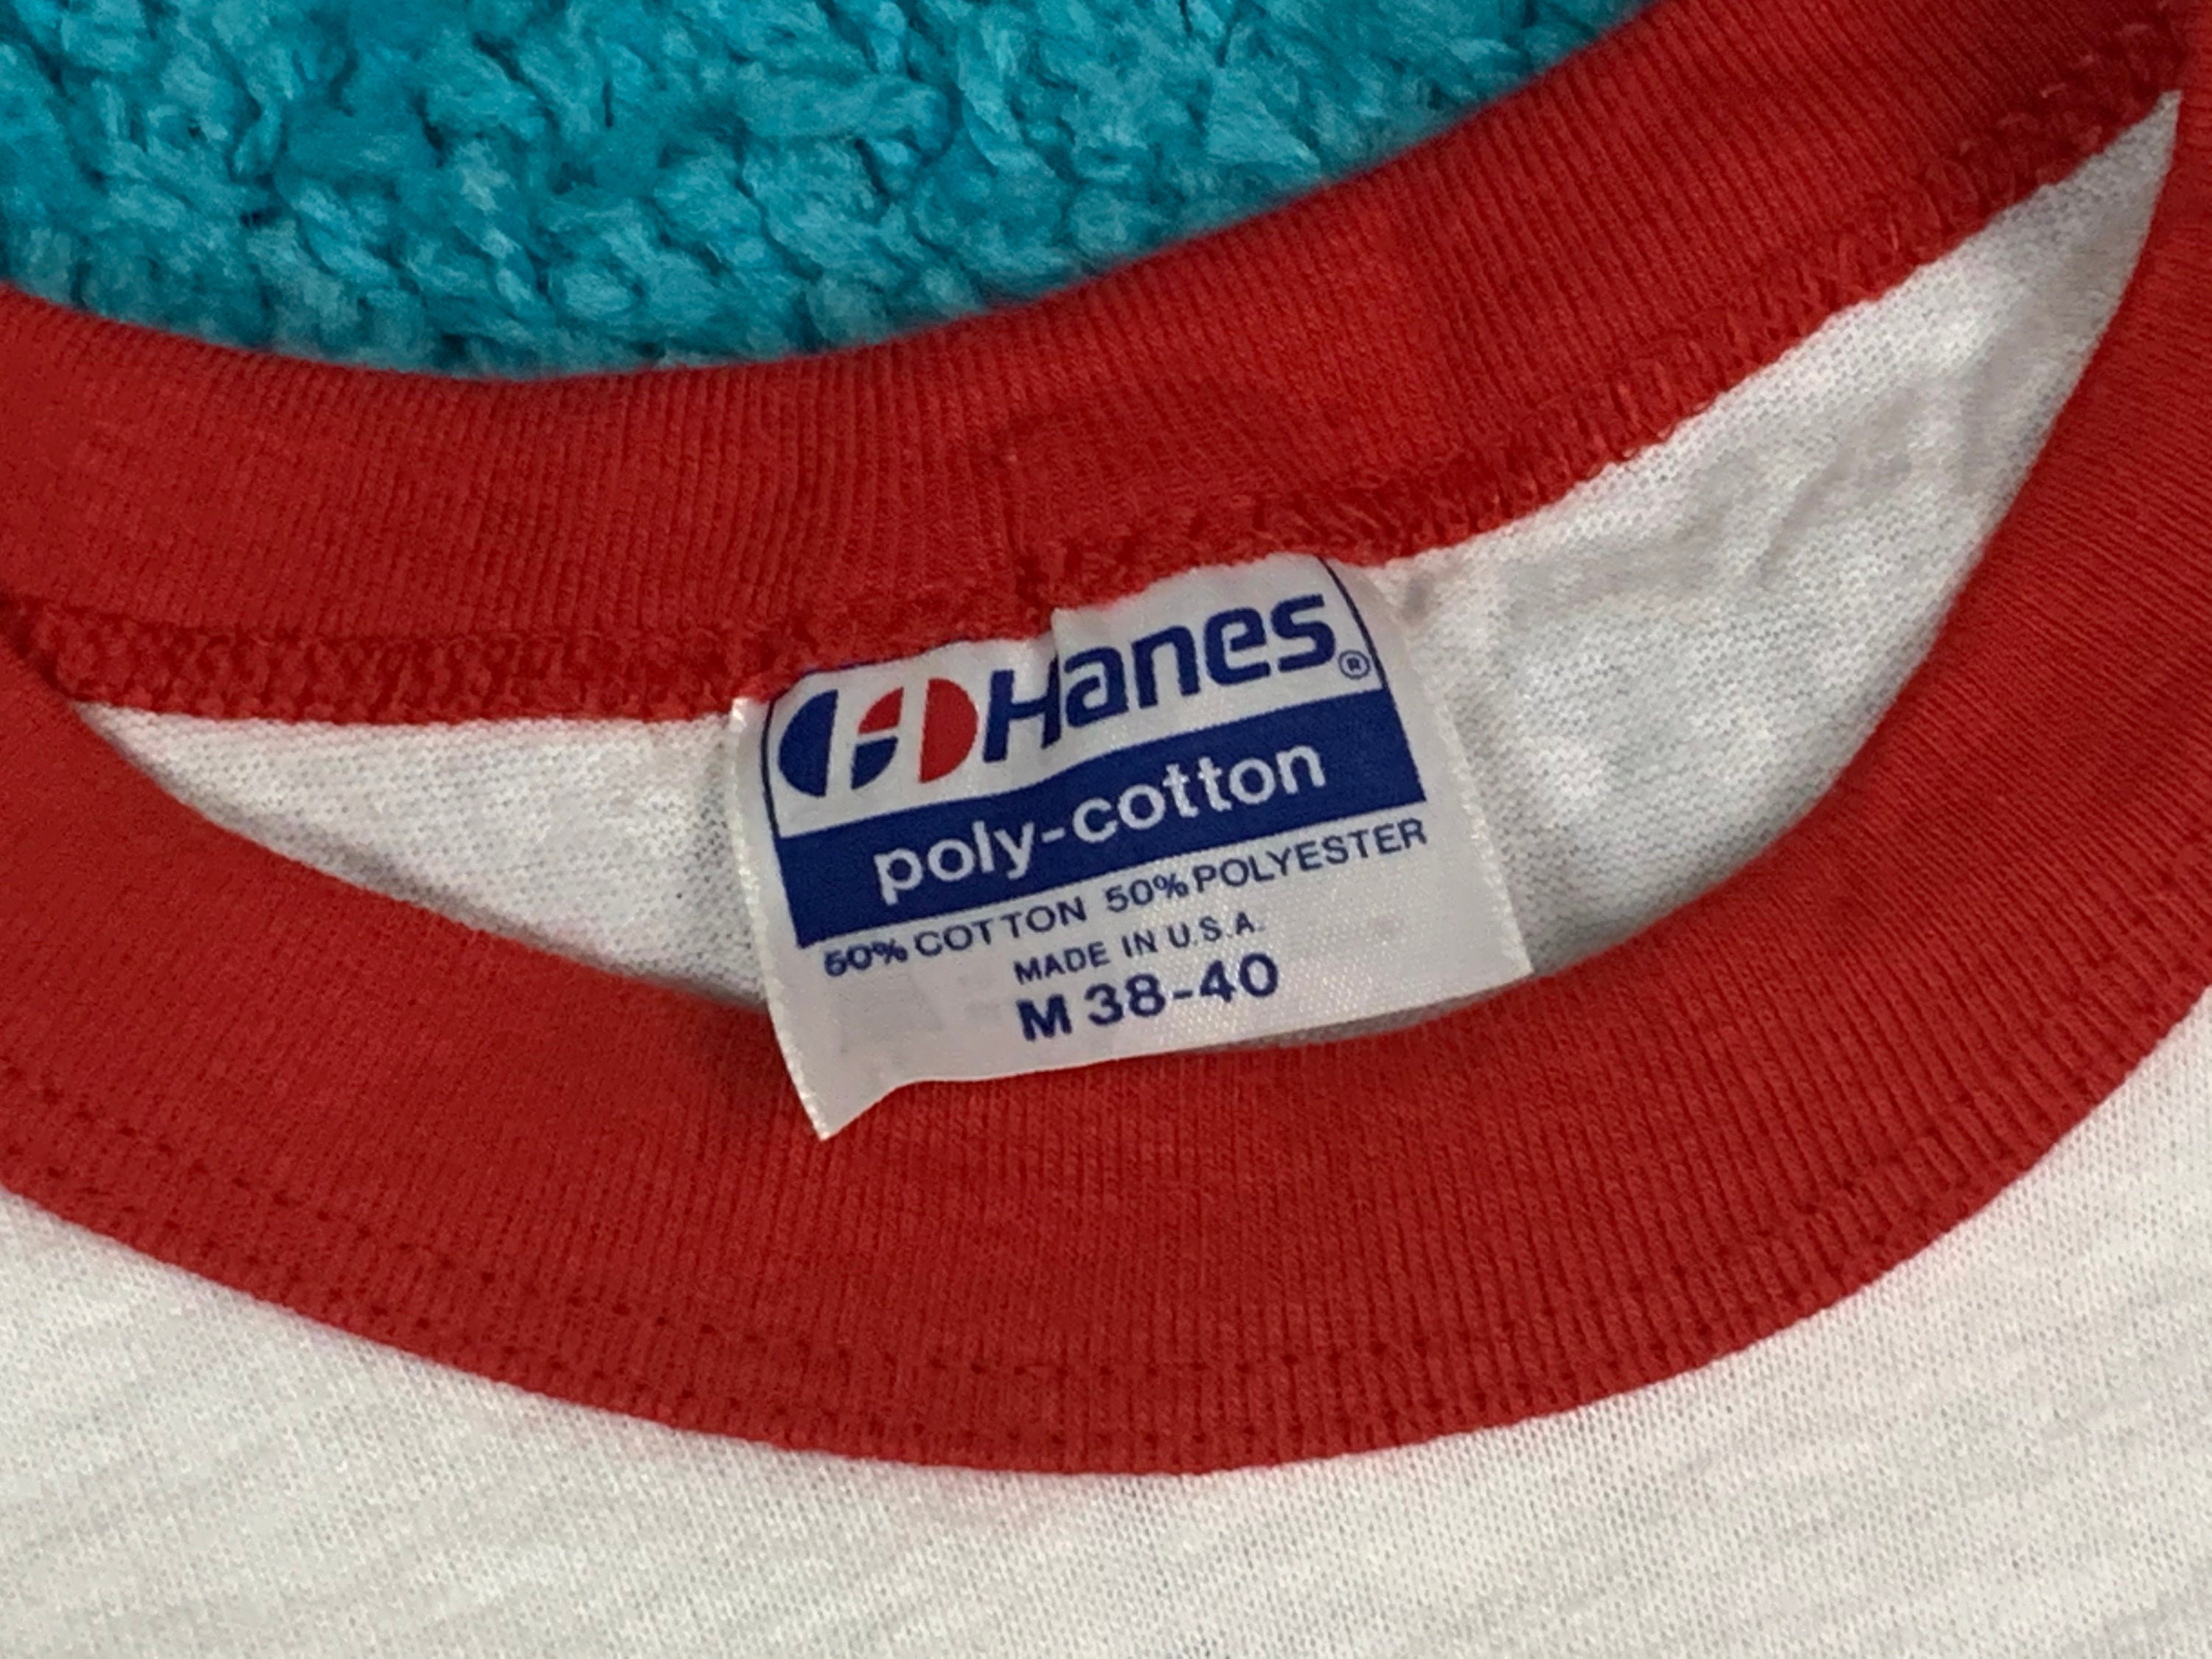 Hanes®
poly-cotton
50% COTTON 50% POLYESTER
MADE IN U.S.A.
M 38-40